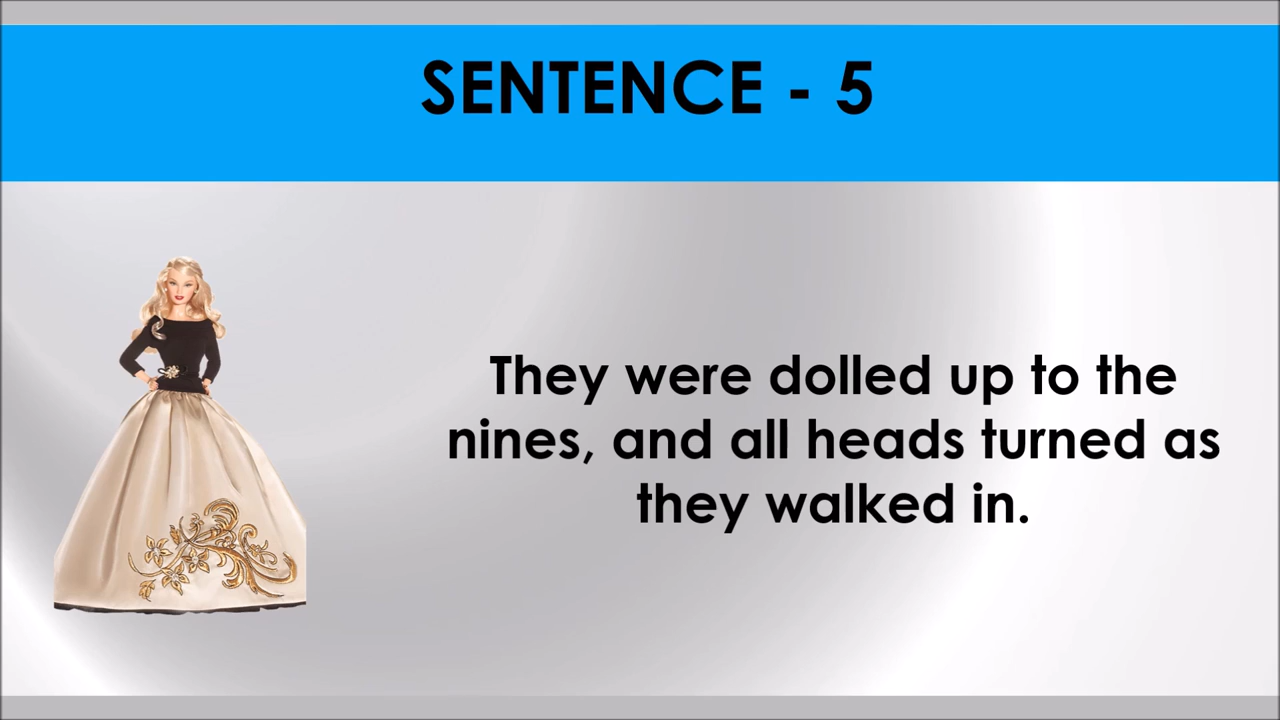 SENTENCE - 5
They were dolled up to the
nines, and all heads turned as
they walked in.